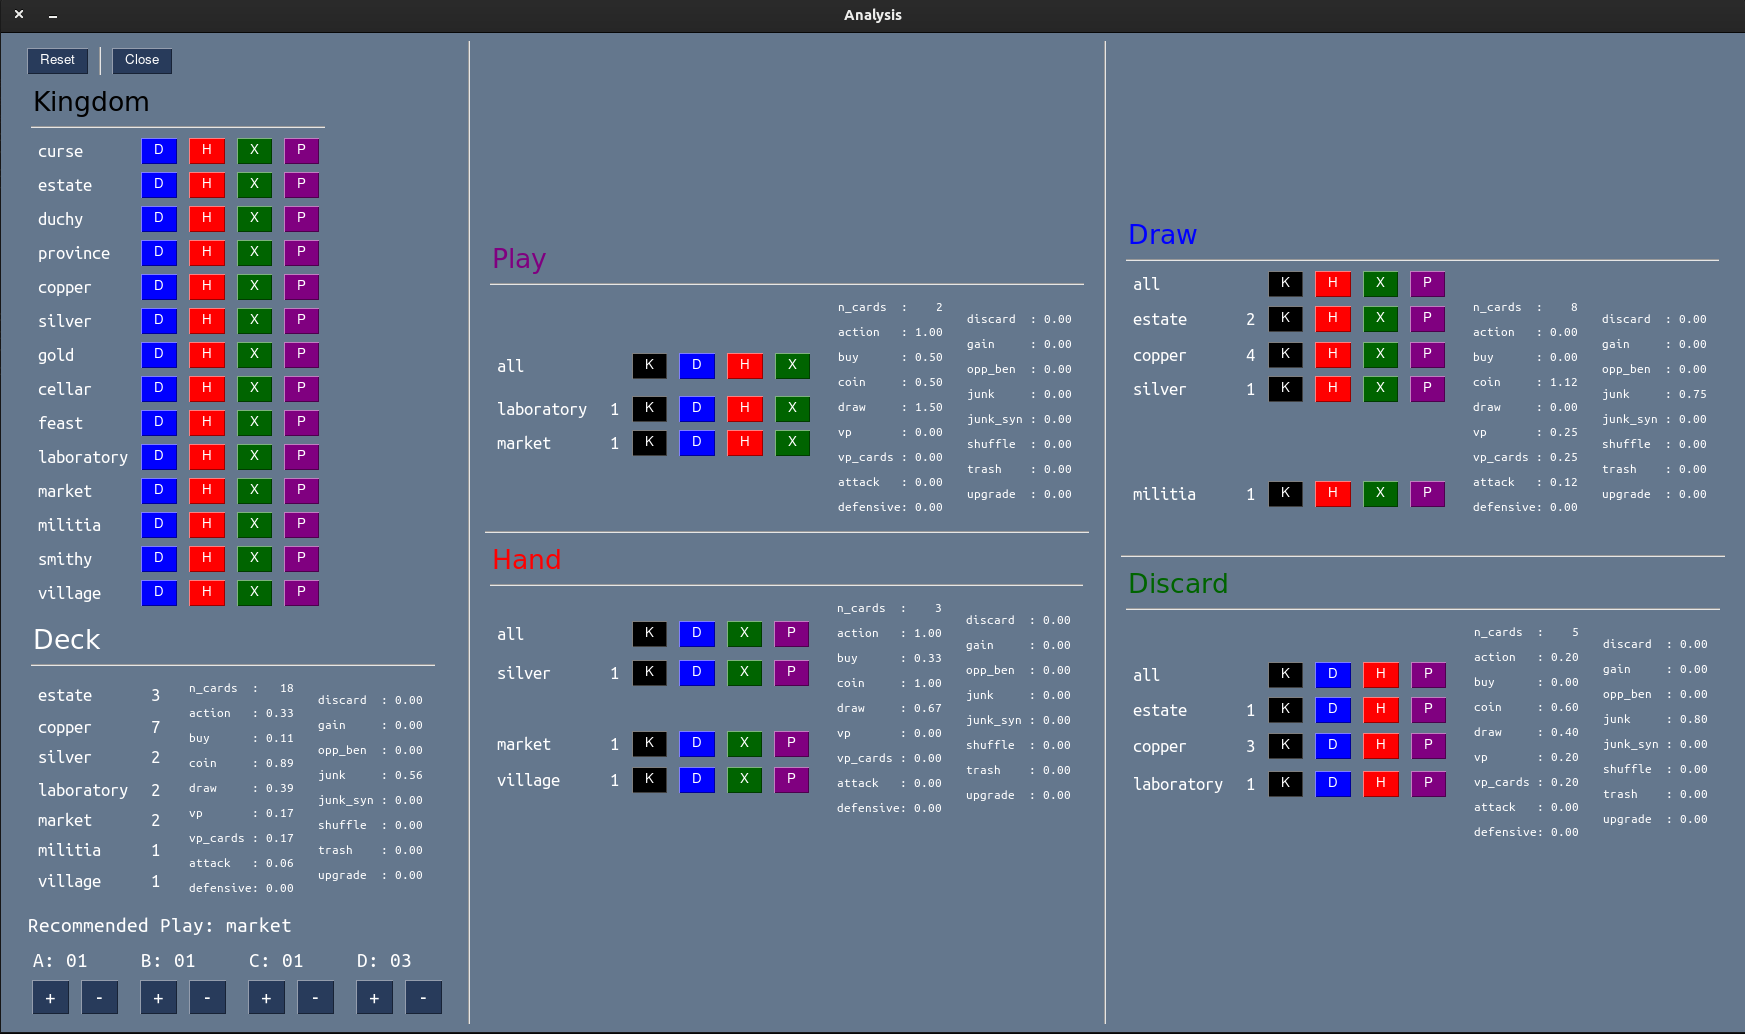 Analysis
Reset Close
Kingdom
curse D H X P
estate D H X P
duchy D H X P
province D H X P
copper D H X P
silver D H X P
gold D H X P
cellar D H X P
feast D H X P
laboratory D H X P
market D H X P
militia D H X P
smithy D H X P
village D H X P
Deck
estate 3
copper 7
silver 2
laboratory 2
market 2
militia 1
village 1
n_cards : 18
action : 0.33
buy : 0.11
coin : 0.89
draw : 0.39
vp : 0.17
vp_cards : 0.17
attack : 0.06
defensive: 0.00
discard : 0.00
gain : 0.00
opp_ben : 0.00
junk : 0.56
junk_syn : 0.00
shuffle : 0.00
trash : 0.00
upgrade : 0.00
Recommended Play: market
A: 01 B: 01 C: 01 D: 03
+ - + - + - + -
Play
all K D H X
laboratory 1 K D H X
market 1 K D H X
n_cards : 2
action : 1.00
buy : 0.50
coin : 0.50
draw : 1.50
vp : 0.00
vp_cards : 0.00
attack : 0.00
defensive: 0.00
discard : 0.00
gain : 0.00
opp_ben : 0.00
junk : 0.00
junk_syn : 0.00
shuffle : 0.00
trash : 0.00
upgrade : 0.00
Hand
all K D X P
silver 1 K D X P
market 1 K D X P
village 1 K D X P
n_cards : 3
action : 1.00
buy : 0.33
coin : 1.00
draw : 0.67
vp : 0.00
vp_cards : 0.00
attack : 0.00
defensive: 0.00
discard : 0.00
gain : 0.00
opp_ben : 0.00
junk : 0.00
junk_syn : 0.00
shuffle : 0.00
trash : 0.00
upgrade : 0.00
Draw
all K H X P
estate 2 K H X P
copper 4 K H X P
silver 1 K H X P
militia 1 K H X P
n_cards : 8
action : 0.00
buy : 0.00
coin : 1.12
draw : 0.00
vp : 0.25
vp_cards : 0.25
attack : 0.12
defensive: 0.00
discard : 0.00
gain : 0.00
opp_ben : 0.00
junk : 0.75
junk_syn : 0.00
shuffle : 0.00
trash : 0.00
upgrade : 0.00
Discard
all K D H P
estate 1 K D H P
copper 3 K D H P
laboratory 1 K D H P
n_cards : 5
action : 0.20
buy : 0.00
coin : 0.60
draw : 0.40
vp : 0.20
vp_cards : 0.20
attack : 0.00
defensive: 0.00
discard : 0.00
gain : 0.00
opp_ben : 0.00
junk : 0.80
junk_syn : 0.00
shuffle : 0.00
trash : 0.00
upgrade : 0.00